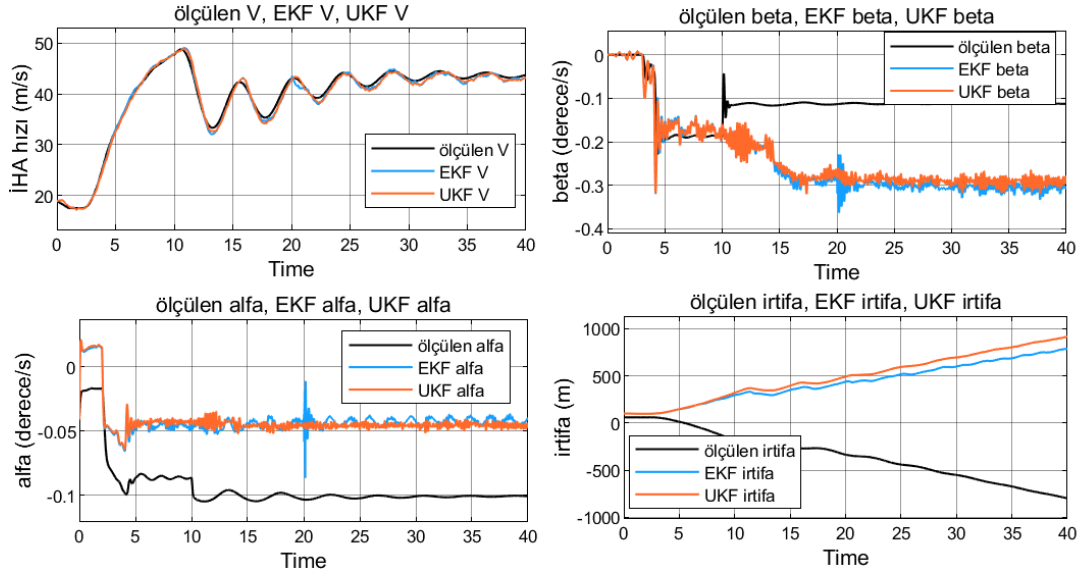 ölçülen V, EKF V, UKF V
50
40
30
20
İHA hızı (m/s)
ölçülen V
EKF V
UKF V
0 5 10 15 20 25 30 35 40
Time
ölçülen beta, EKF beta, UKF beta
0
-0.1
-0.2
-0.3
-0.4
beta (derece/s)
ölçülen beta
EKF beta
UKF beta
0 5 10 15 20 25 30 35 40
Time
ölçülen alfa, EKF alfa, UKF alfa
0
-0.05
-0.1
alfa (derece/s)
ölçülen alfa
EKF alfa
UKF alfa
0 5 10 15 20 25 30 35 40
Time
ölçülen irtifa, EKF irtifa, UKF irtifa
1000
500
0
-500
-1000
irtifa (m)
ölçülen irtifa
EKF irtifa
UKF irtifa
0 5 10 15 20 25 30 35 40
Time